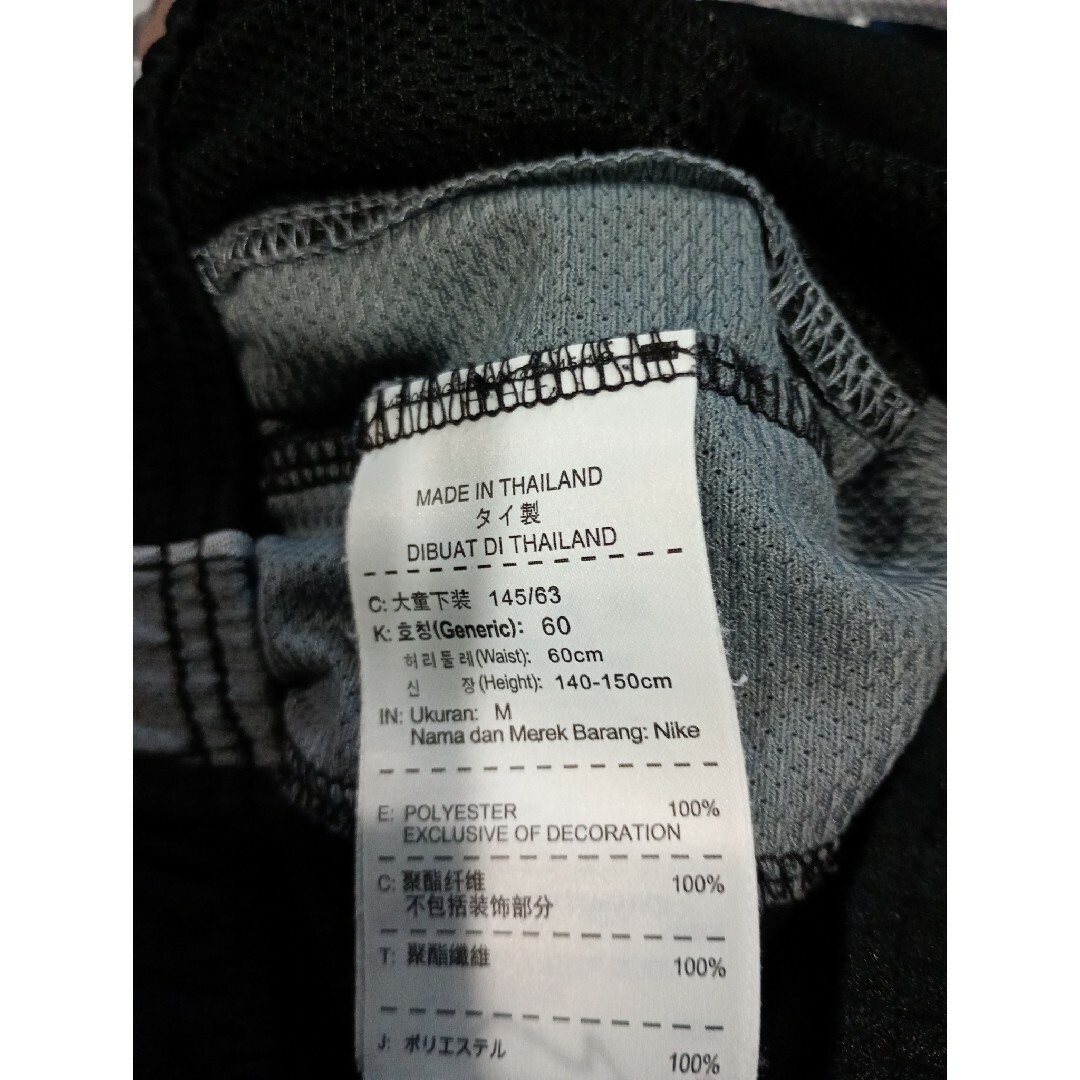 MADE IN THAILAND
タイ製
DIBUAT DI THAILAND
C: 大童下装 145/63
K: 호칭(Generic): 60
허리둘레(Waist): 60cm
신 장(Height): 140-150cm
IN: Ukuran: M
Nama dan Merek Barang: Nike
E: POLYESTER 100%
EXCLUSIVE OF DECORATION
C: 聚酯纤维 100%
不包括装饰部分
T: 聚酯纖維 100%
J: ポリエステル 100%